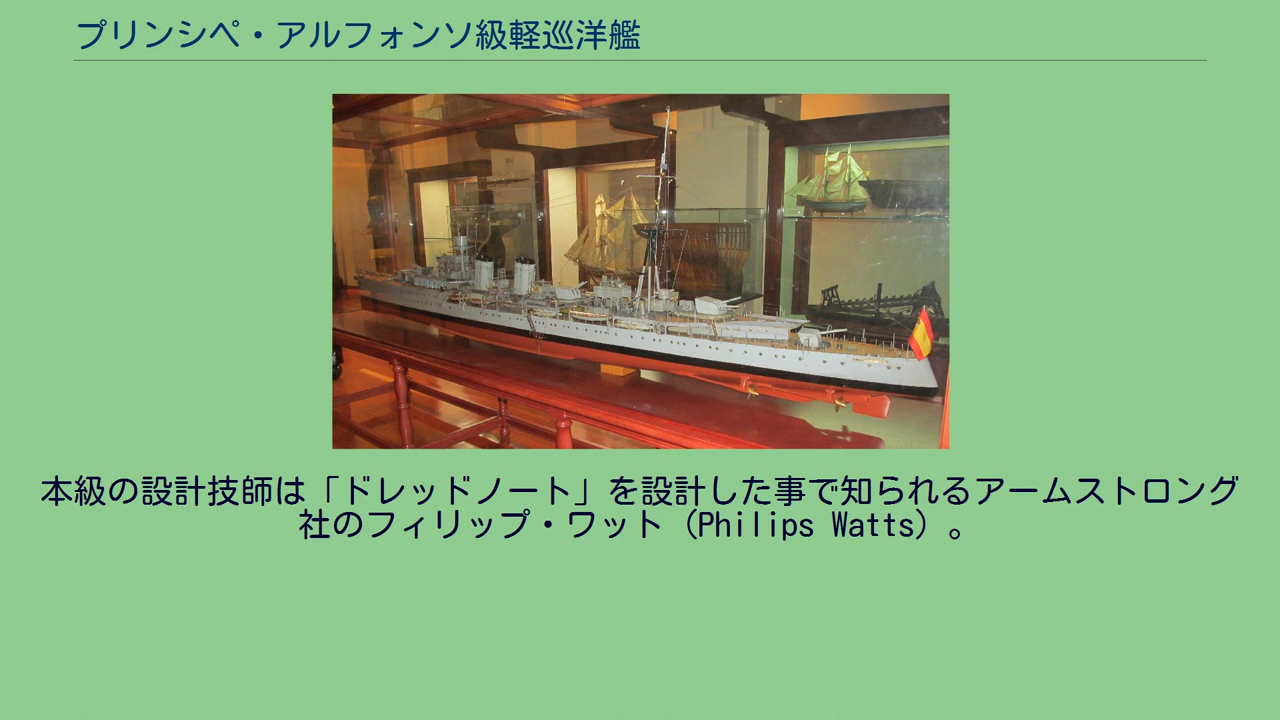 プリンシペ・アルフォンソ級軽巡洋艦
本級の設計技師は「ドレッドノート」を設計した事で知られるアームストロング
社のフィリップ・ワット（Philips Watts）。